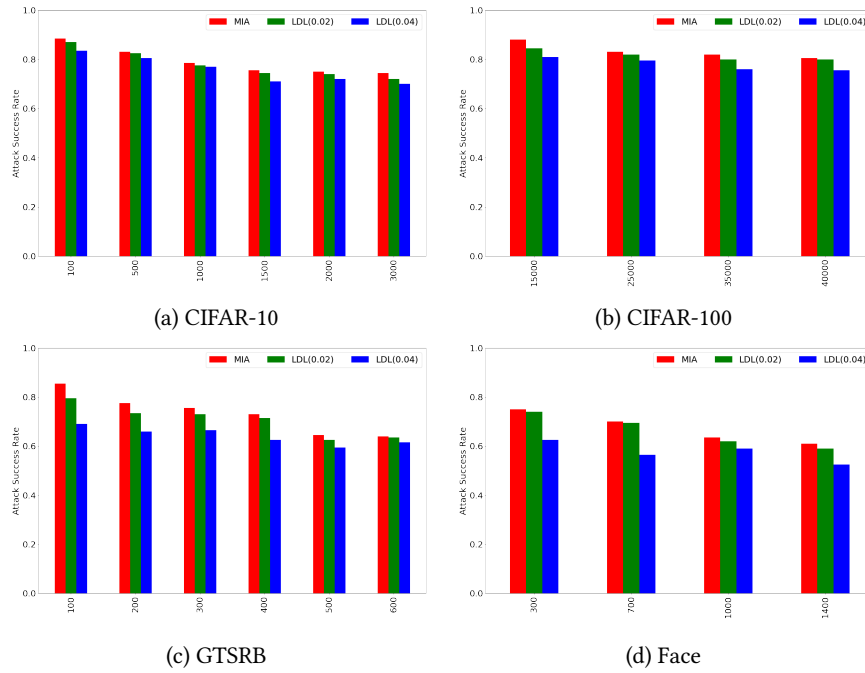 MIA LDL(0.02) LDL(0.04)
1.0
0.8
0.6
0.4
0.2
0.0
Attack Success Rate
100 500 1000 1500 2000 3000
(a) CIFAR-10
MIA LDL(0.02) LDL(0.04)
1.0
0.8
0.6
0.4
0.2
0.0
Attack Success Rate
15000 25000 35000 40000
(b) CIFAR-100
MIA LDL(0.02) LDL(0.04)
1.0
0.8
0.6
0.4
0.2
0.0
Attack Success Rate
100 200 300 400 500 600
(c) GTSRB
MIA LDL(0.02) LDL(0.04)
1.0
0.8
0.6
0.4
0.2
0.0
Attack Success Rate
300 700 1000 1400
(d) Face